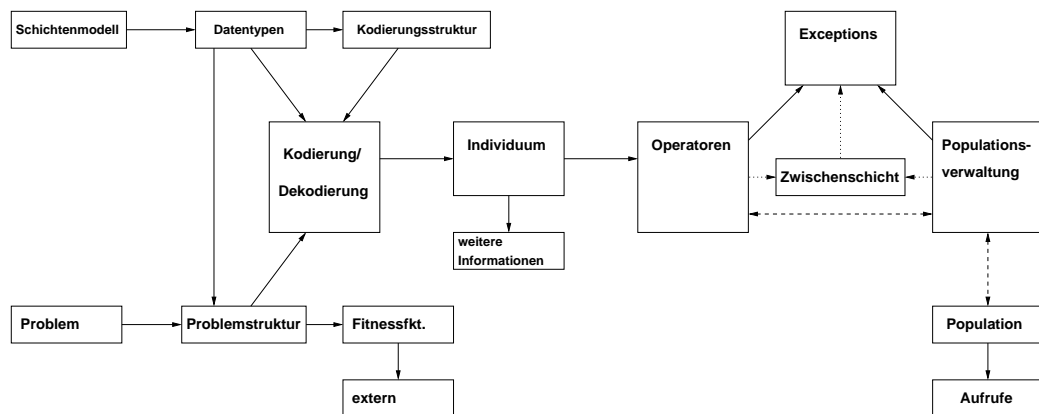 Schichtenmodell
Datentypen
Kodierungsstruktur
Exceptions
Kodierung/
Dekodierung
Individuum
Operatoren
Zwischenschicht
Populations-
verwaltung
weitere
Informationen
Problem
Problemstruktur
Fitnessfkt.
Population
extern
Aufrufe